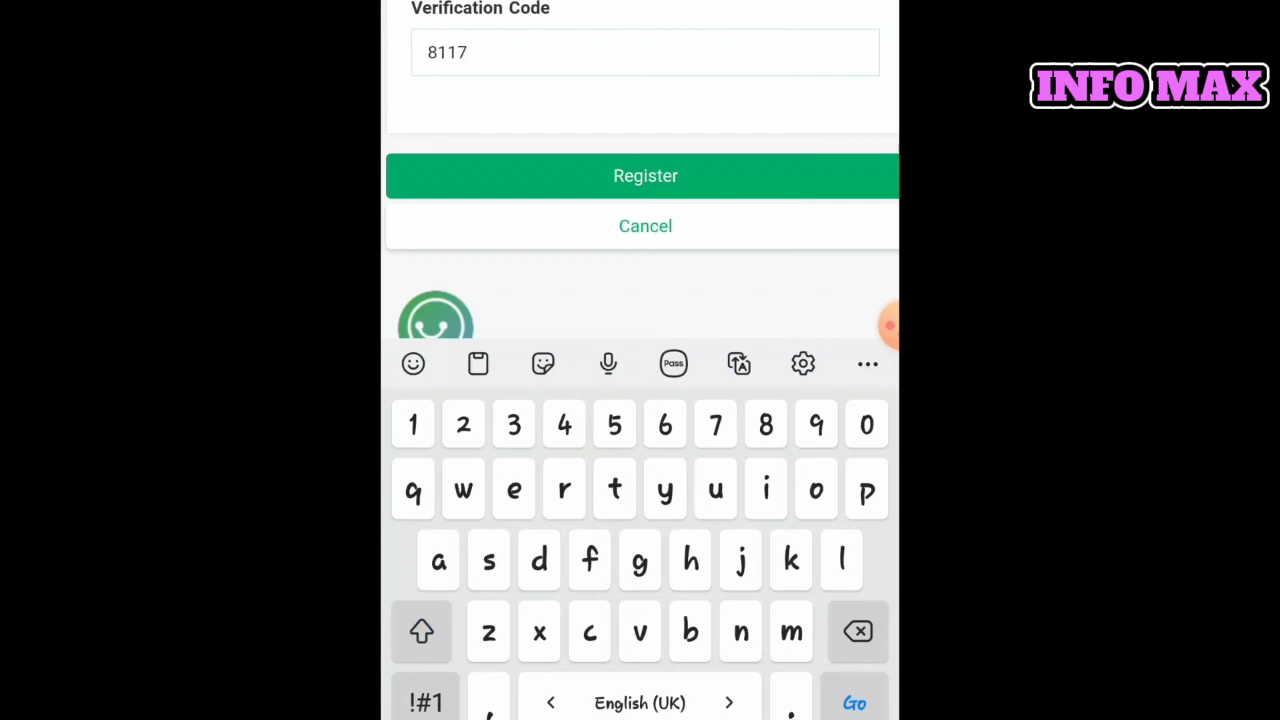 Verification Code
8117
INFO MAX
Register
Cancel
Pass
1 2 3 4 5 6 7 8 9 0
q w e r t y u i o p
a s d f g h j k l
z x c v b n m
!#1 , < English (UK) > . Go